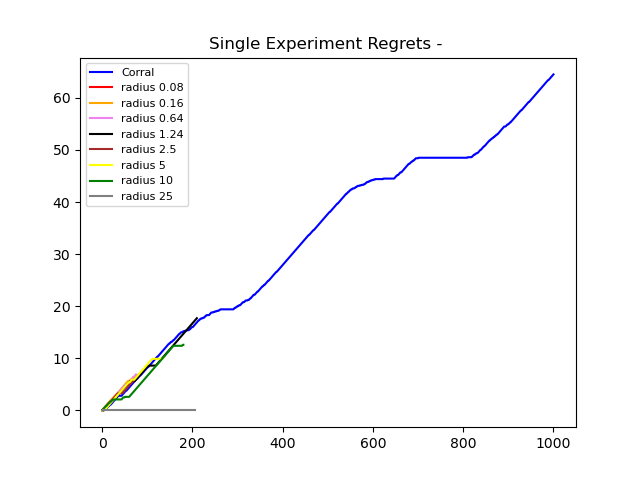 Single Experiment Regrets -
Corral
radius 0.08
radius 0.16
radius 0.64
radius 1.24
radius 2.5
radius 5
radius 10
radius 25
60
50
40
30
20
10
0
0 200 400 600 800 1000